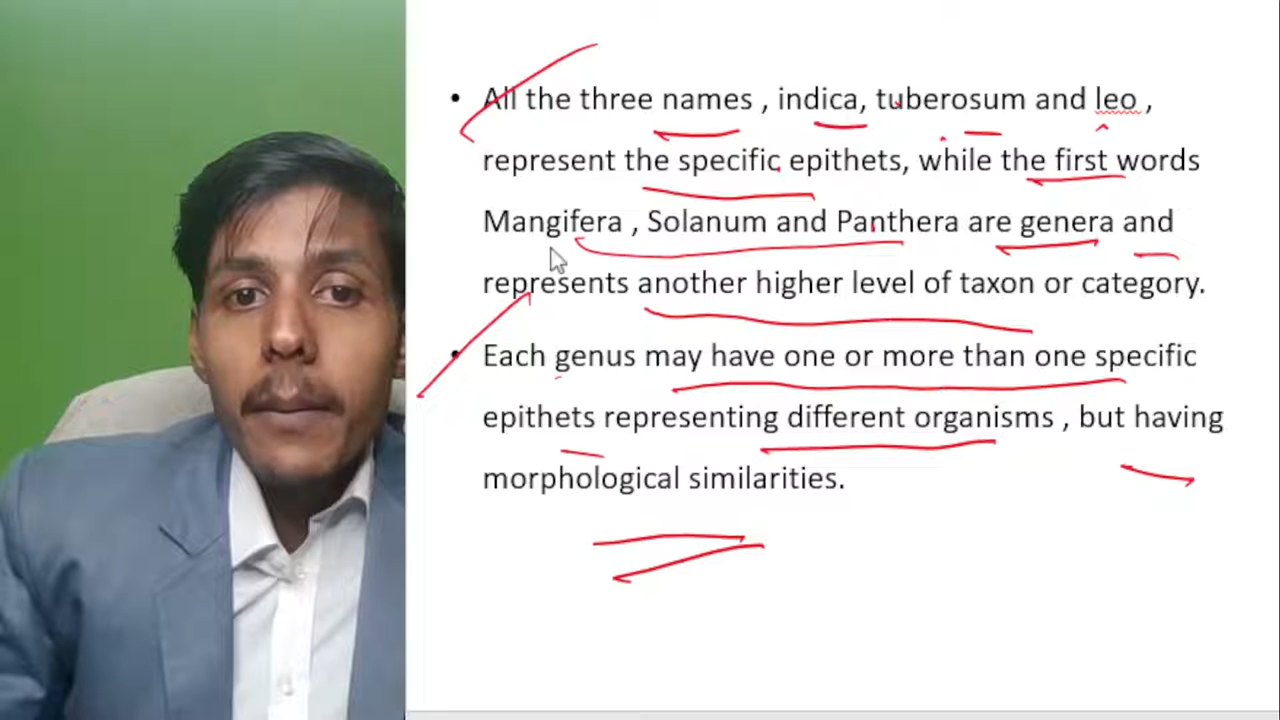 • All the three names , indica, tuberosum and leo ,
represent the specific epithets, while the first words
Mangifera , Solanum and Panthera are genera and
represents another higher level of taxon or category.
• Each genus may have one or more than one specific
epithets representing different organisms , but having
morphological similarities.